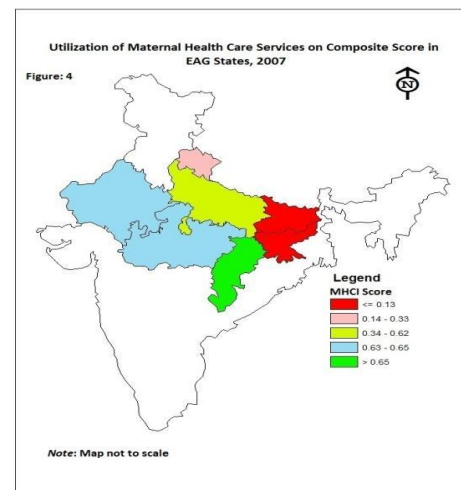 Utilization of Maternal Health Care Services on Composite Score in
EAG States, 2007
Figure: 4
N
Legend
MHCI Score
<= 0.13
0.14 - 0.33
0.34 - 0.62
0.63 - 0.65
> 0.65
Note: Map not to scale